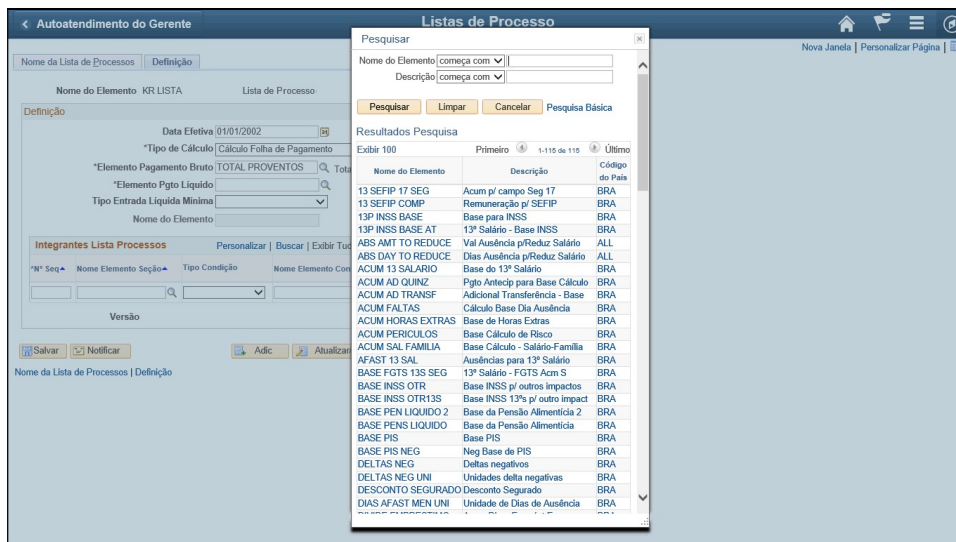 Autoatendimento do Gerente
Listas de Processo
Nova Janela | Personalizar Página |
Nome da Lista de Processos
Definição
Nome do Elemento KR LISTA
Lista de Processo
Definição
Data Efetiva 01/01/2002
*Tipo de Cálculo Cálculo Folha de Pagamento
*Elemento Pagamento Bruto TOTAL PROVENTOS
*Elemento Pgto Líquido
Tipo Entrada Líquida Mínima
Nome do Elemento
Integrantes Lista Processos
Personalizar | Buscar | Exibir
*Nº Seq
Nome Elemento Seção
Tipo Condição
Nome Elemento
Versão
Salvar
Notificar
Adic
Nome da Lista de Processos | Definição
Pesquisar
Nome do Elemento começa com
Descrição começa com
Pesquisar
Limpar
Cancelar
Pesquisa Básica
Resultados Pesquisa
Exibir 100 Primeiro 1-115 de 115 Último
Nome do Elemento Descrição Código do País
13 SEFIP 17 SEG Acum p/ campo Seg 17 BRA
13 SEFIP COMP Remuneração p/ SEFIP BRA
13P INSS BASE Base para INSS BRA
13P INSS BASE AT 13º Salário - Base INSS BRA
ABS AMT TO REDUCE Val Ausência p/Reduz Salário ALL
ABS DAY TO REDUCE Dias Ausência p/Reduz Salário ALL
ACUM 13 SALARIO Base do 13º Salário BRA
ACUM AD QUINZ Pgto Antecip para Base Cálculo BRA
ACUM AD TRANSF Adicional Transferência - Base BRA
ACUM FALTAS Cálculo Base Dia Ausência BRA
ACUM HORAS EXTRAS Base de Horas Extras BRA
ACUM PERICULOS Base Cálculo de Risco BRA
ACUM SAL FAMILIA Base Cálculo - Salário-Família BRA
AFAST 13 SAL Ausências para 13º Salário BRA
BASE FGTS 13S SEG 13º Salário - FGTS Acm S BRA
BASE INSS OTR Base INSS p/ outros impactos BRA
BASE INSS OTR13S Base INSS 13ºs p/ outro impact BRA
BASE PEN LIQUIDO 2 Base da Pensão Alimentícia 2 BRA
BASE PENS LIQUIDO Base da Pensão Alimentícia BRA
BASE PIS Base PIS BRA
BASE PIS NEG Neg Base de PIS BRA
DELTAS NEG Deltas negativos BRA
DELTAS NEG UNI Unidades delta negativas BRA
DESCONTO SEGURADO Desconto Segurado BRA
DIAS AFAST MEN UNI Unidade de Dias de Ausência BRA